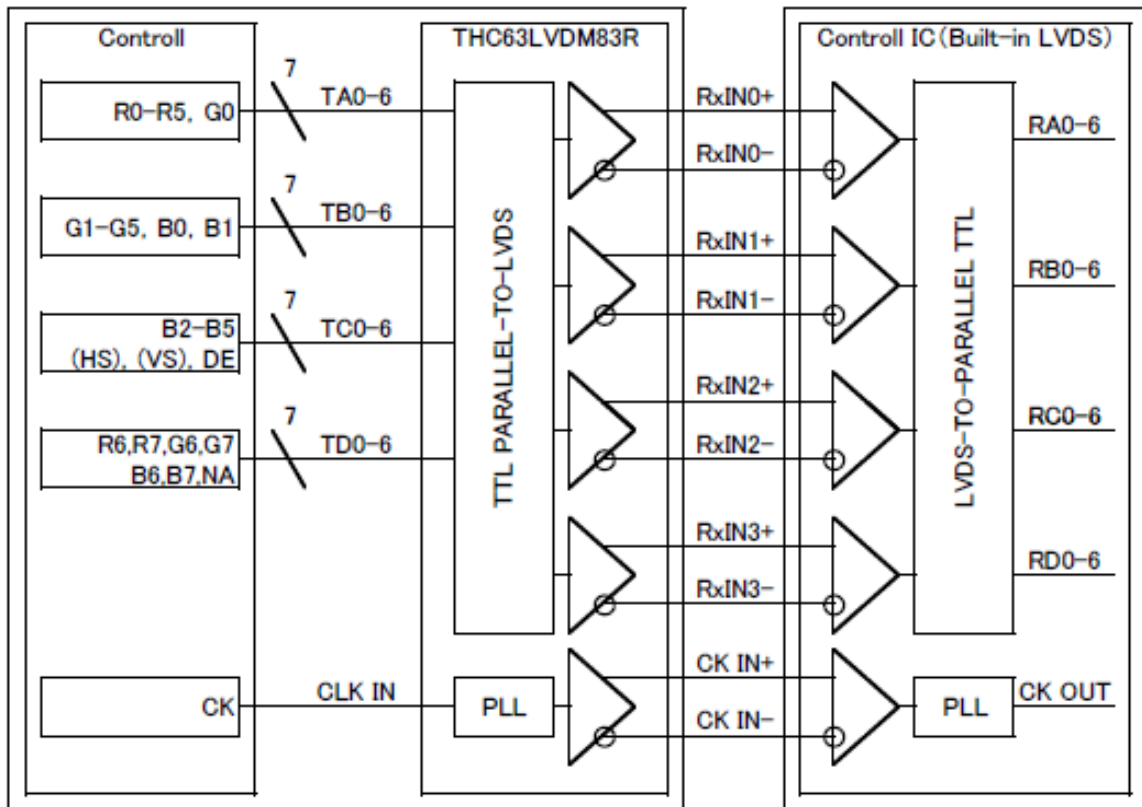 Controll
THC63LVDM83R
Controll IC(Built-in LVDS)
R0-R5, G0
7
TA0-6
RxIN0+
RxIN0-
RA0-6
G1-G5, B0, B1
7
TB0-6
RxIN1+
RxIN1-
RB0-6
B2-B5
(HS), (VS), DE
7
TC0-6
RxIN2+
RxIN2-
RC0-6
R6,R7,G6,G7
B6,B7,NA
7
TD0-6
RxIN3+
RxIN3-
RD0-6
TTL PARALLEL-TO-LVDS
LVDS-TO-PARALLEL TTL
CK
CLK IN
PLL
CK IN+
CK IN-
PLL
CK OUT